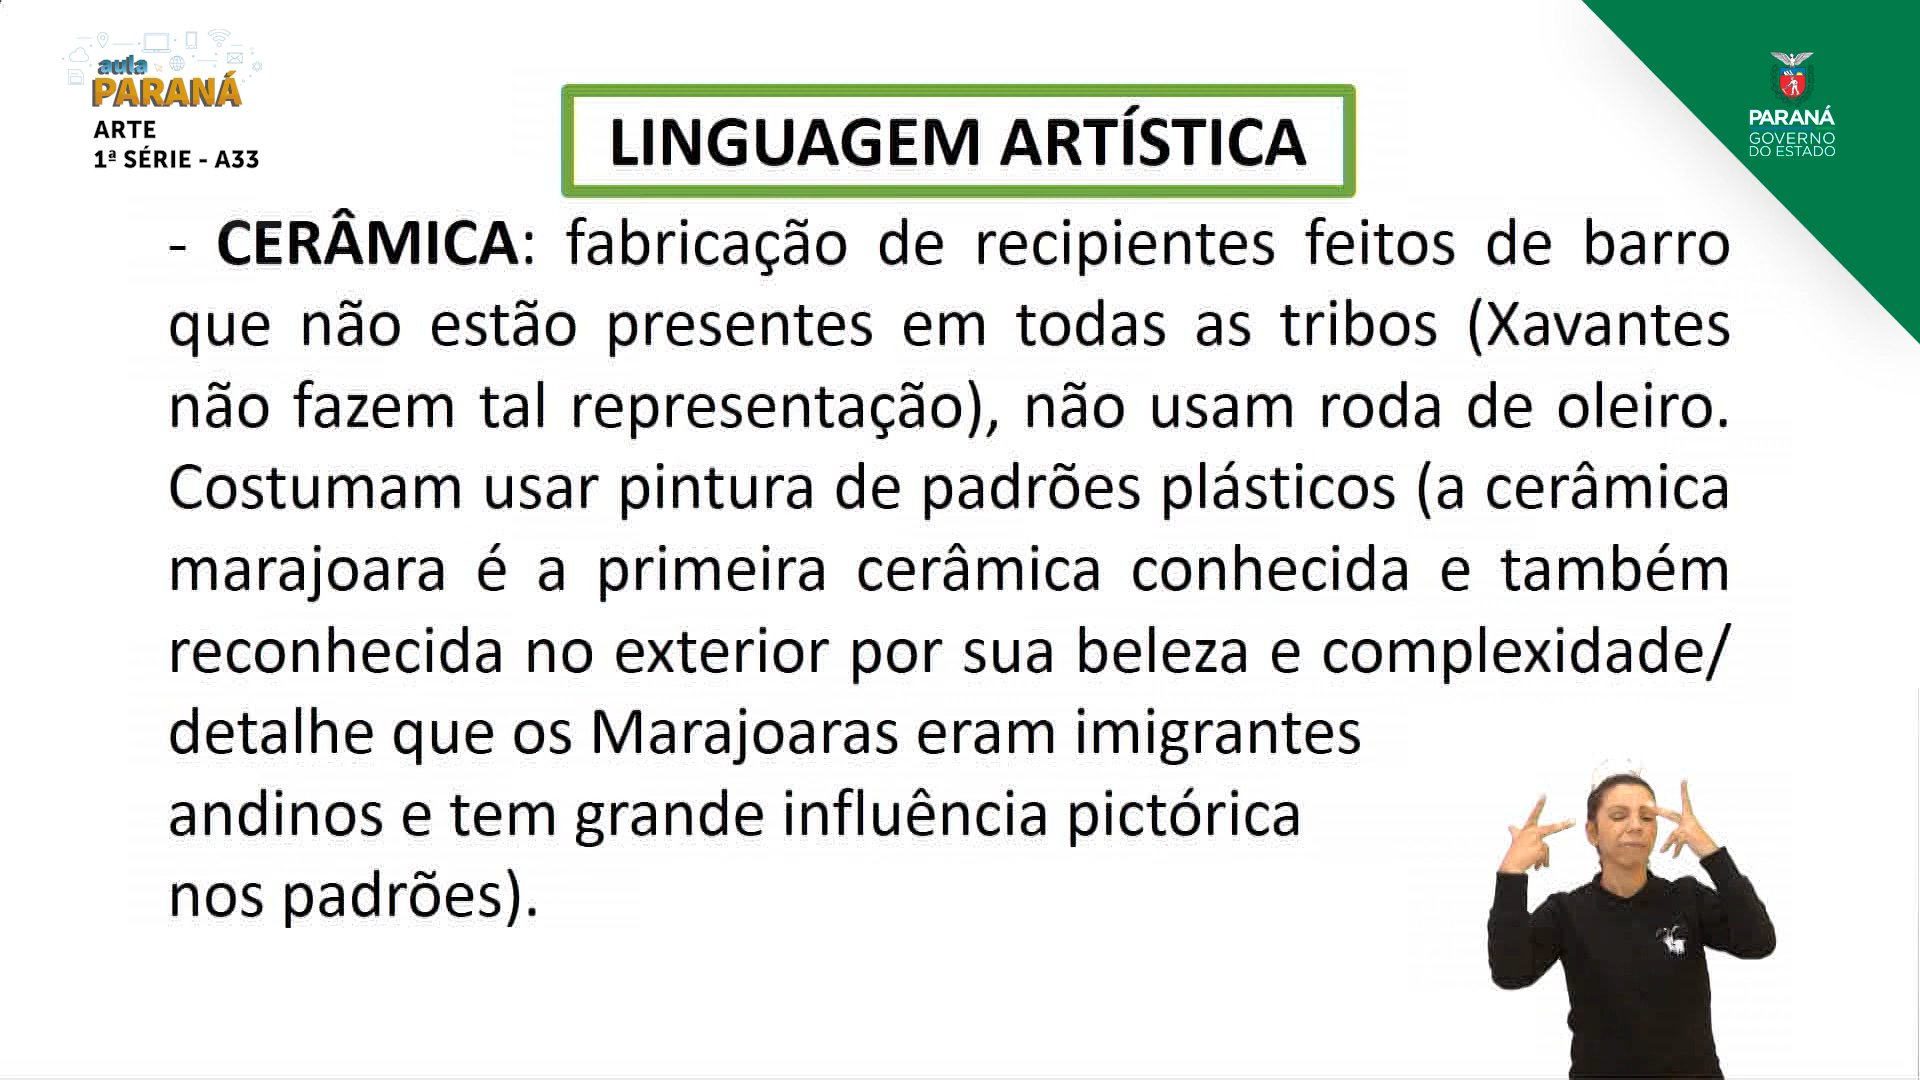 aula
PARANÁ
ARTE
1ª SÉRIE - A33
PARANÁ
GOVERNO
DO ESTADO
LINGUAGEM ARTÍSTICA
- CERÂMICA: fabricação de recipientes feitos de barro
que não estão presentes em todas as tribos (Xavantes
não fazem tal representação), não usam roda de oleiro.
Costumam usar pintura de padrões plásticos (a cerâmica
marajoara é a primeira cerâmica conhecida e também
reconhecida no exterior por sua beleza e complexidade/
detalhe que os Marajoaras eram imigrantes
andinos e tem grande influência pictórica
nos padrões).